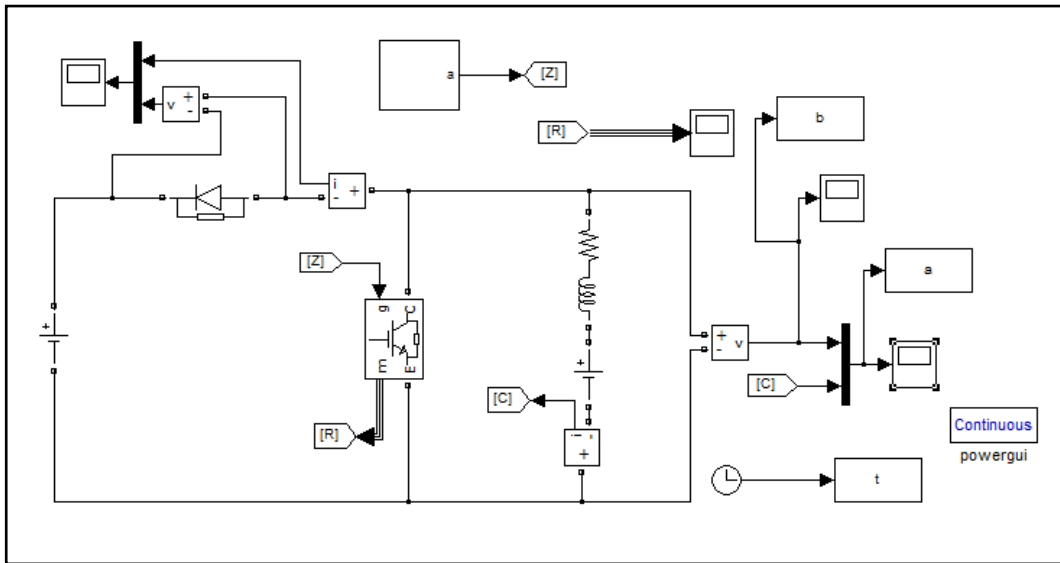 a
[Z]
b
[R]
v
+
-
i
-
+
[Z]
a
g
C
m
E
+
+
-
v
+
[C]
[C]
[R]
i
-
+
Continuous
powergui
t